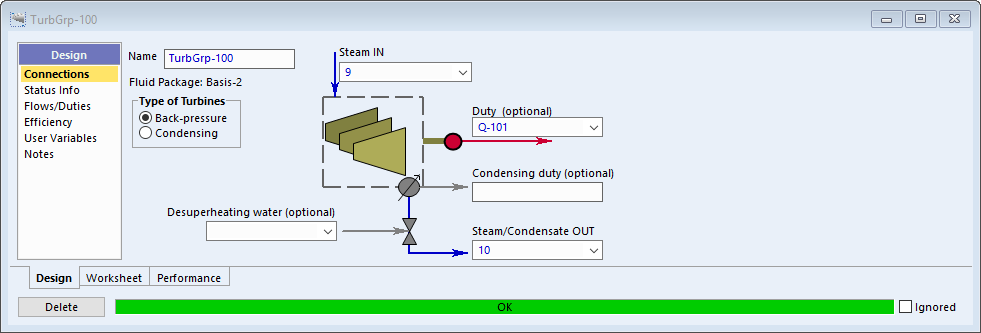 TurbGrp-100
Design
Connections
Status Info
Flows/Duties
Efficiency
User Variables
Notes
Name TurbGrp-100
Fluid Package: Basis-2
Type of Turbines
Back-pressure
Condensing
Steam IN
9
Duty (optional)
Q-101
Condensing duty (optional)
Desuperheating water (optional)
Steam/Condensate OUT
10
Design Worksheet Performance
Delete OK Ignored